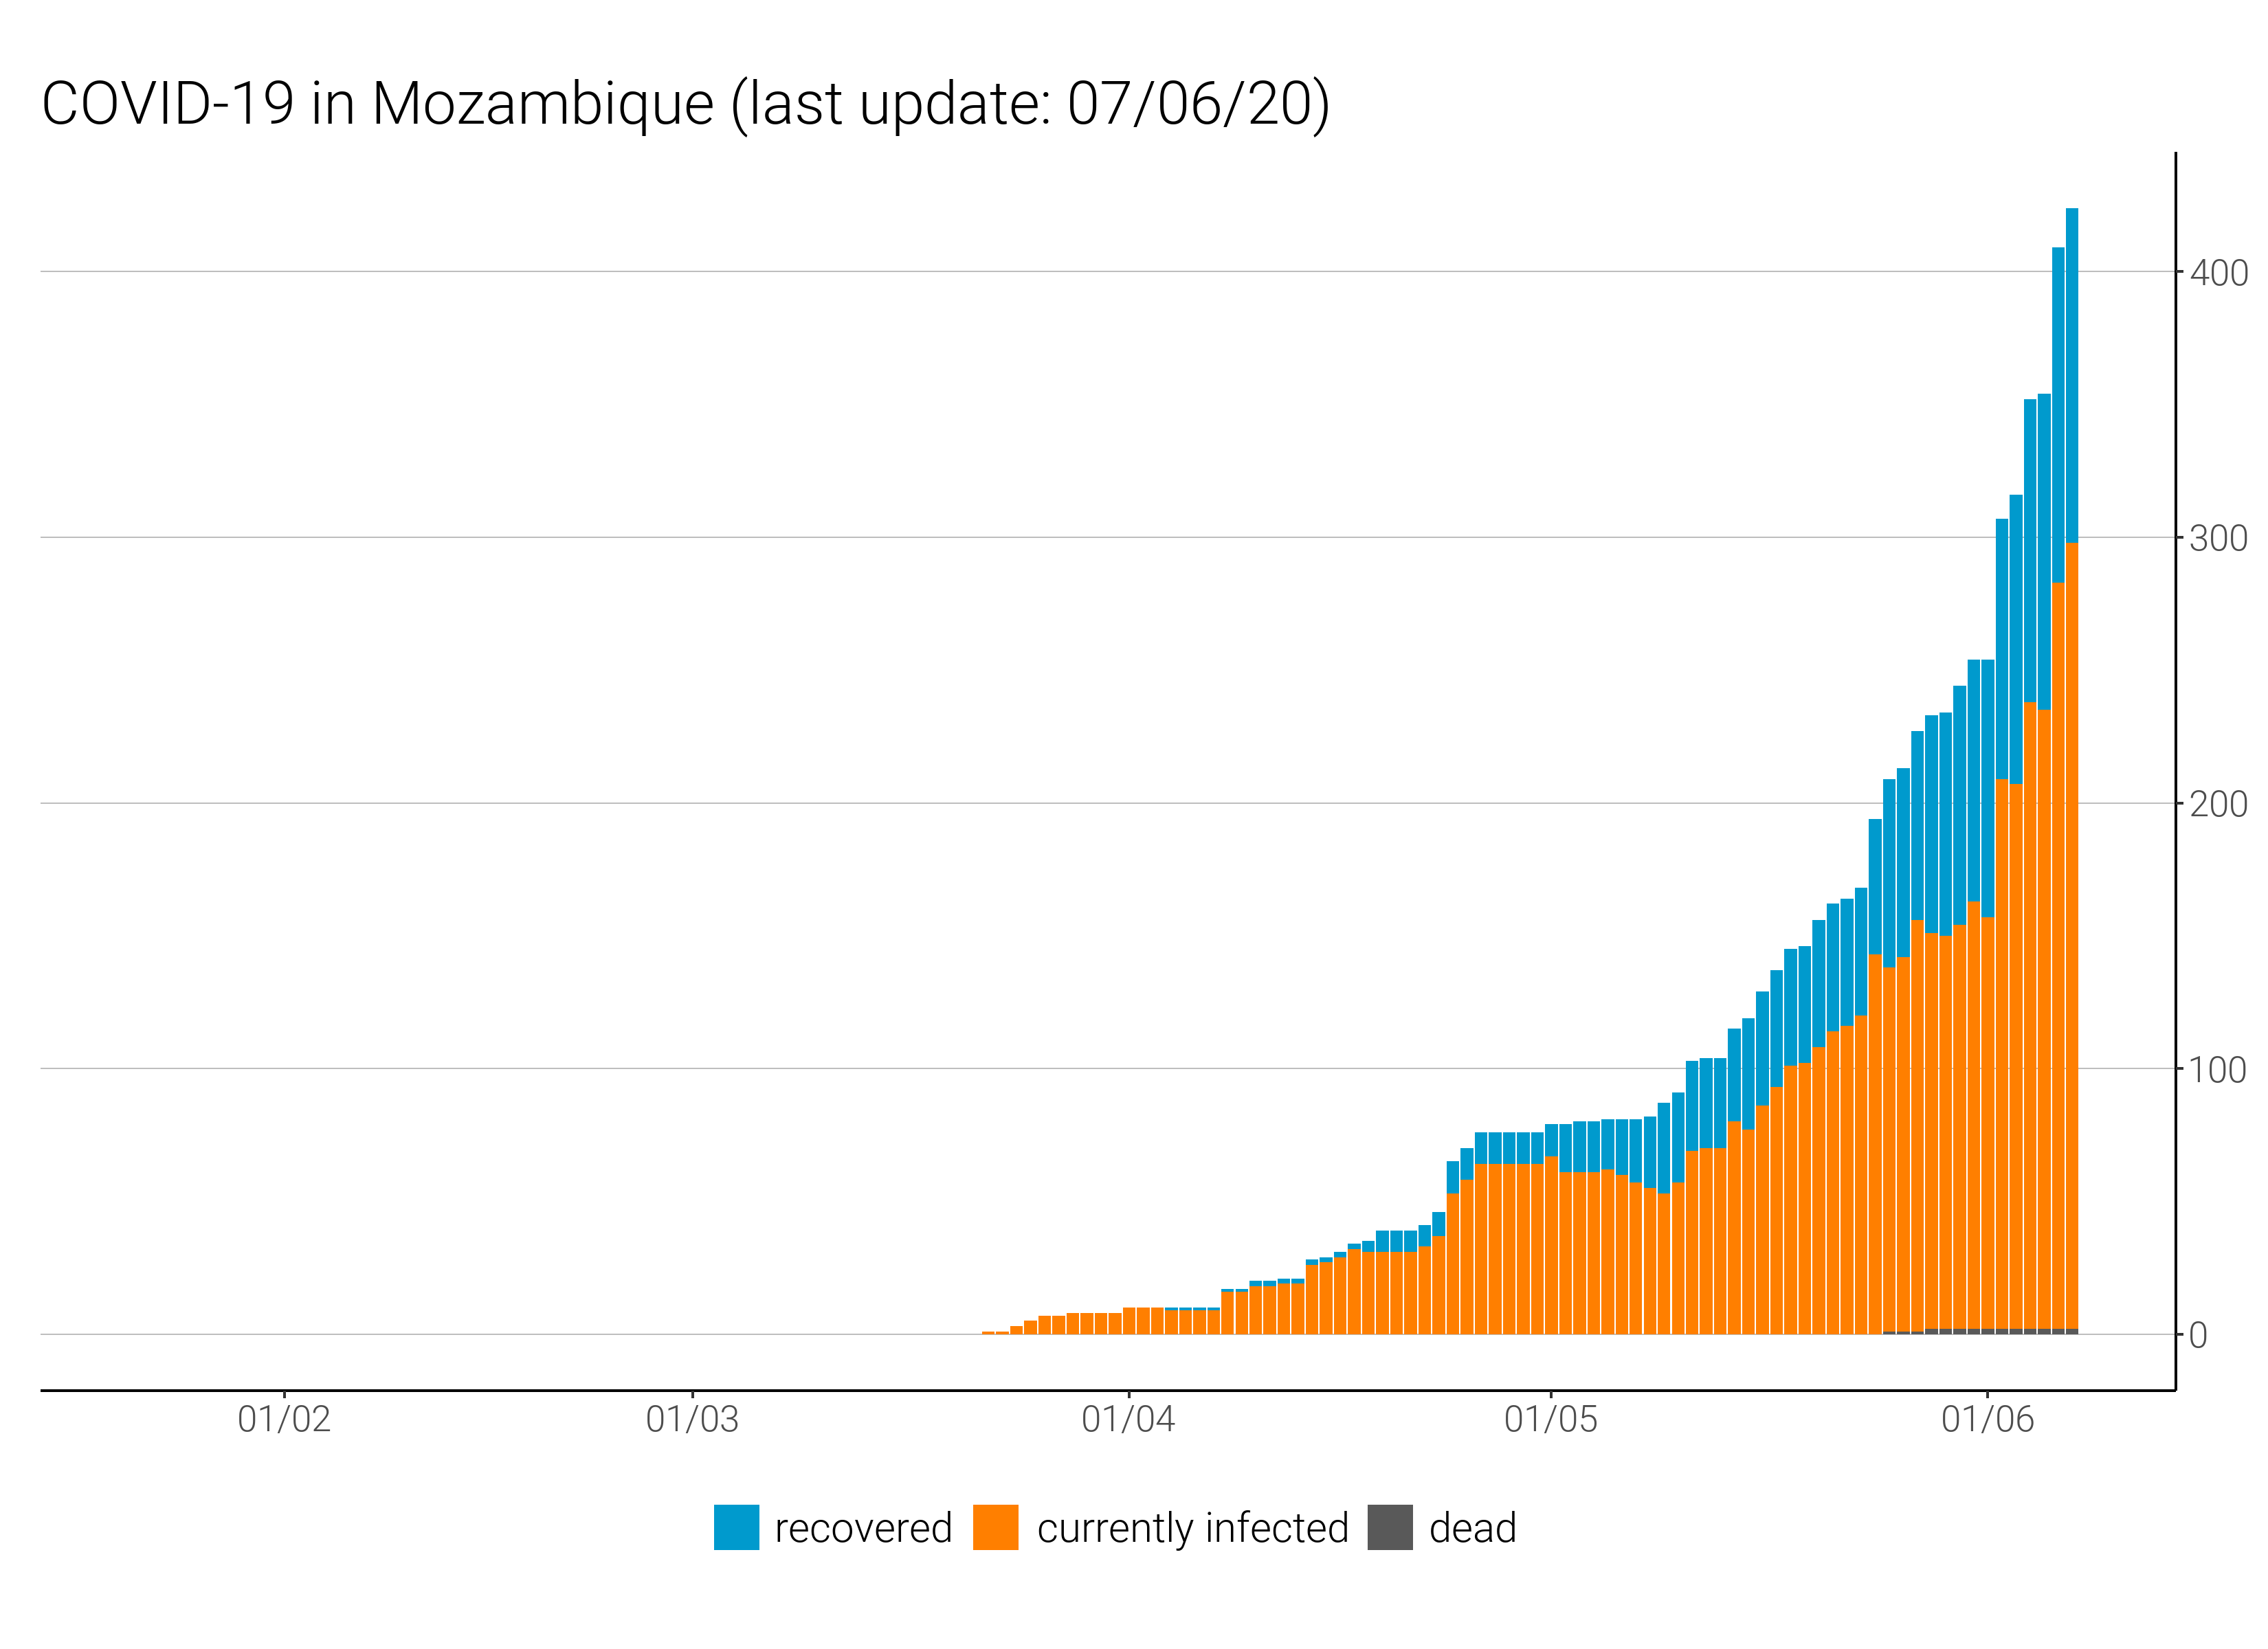 COVID-19 in Mozambique (last update: 07/06/20)
400
300
200
100
0
01/02 01/03 01/04 01/05 01/06
recovered currently infected dead